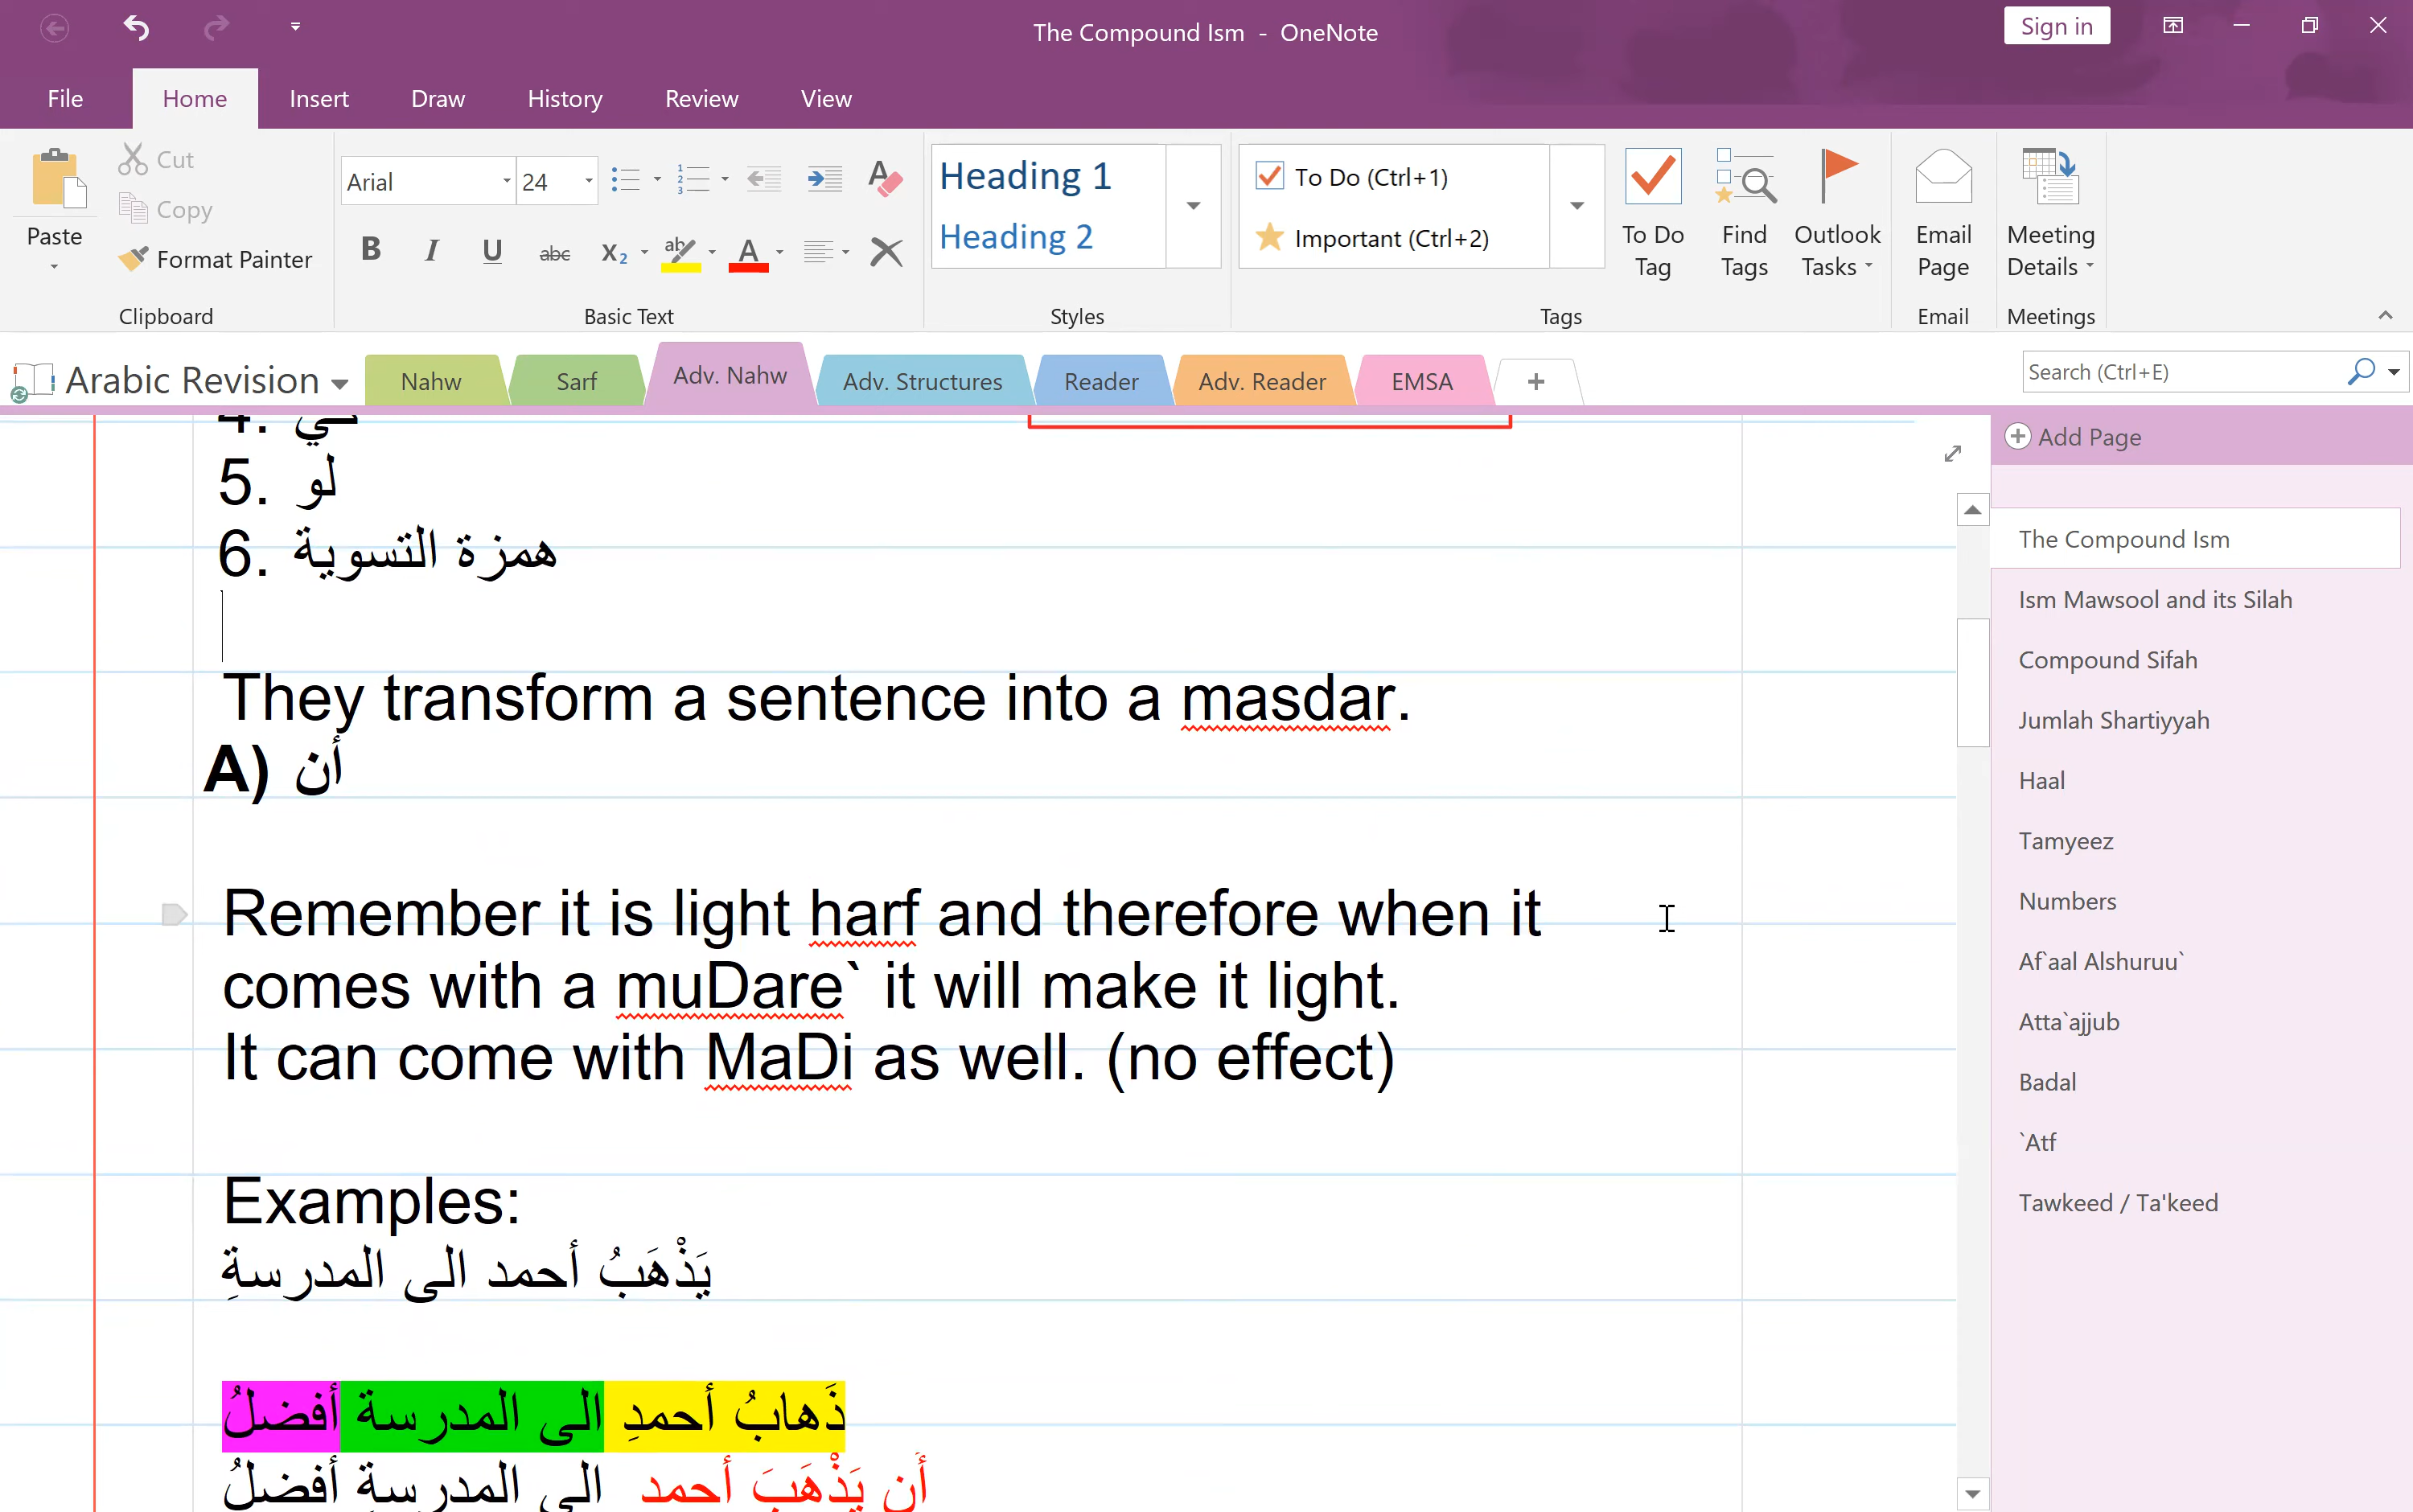 The Compound Ism - OneNote
Sign in
File Home Insert Draw History Review View
Paste
Cut
Copy
Format Painter
Clipboard
Arial 24
B I U abc X₂ ab A
Basic Text
Heading 1
Heading 2
Styles
To Do (Ctrl+1)
Important (Ctrl+2)
To Do Tag
Find Tags
Outlook Tasks
Tags
Email Page
Email
Meeting Details
Meetings
Arabic Revision
Nahw Sarf Adv. Nahw Adv. Structures Reader Adv. Reader EMSA +
Search (Ctrl+E)
5. لو
6. همزة التسوية
They transform a sentence into a masdar.
A) أن
Remember it is light harf and therefore when it
comes with a muDare` it will make it light.
It can come with MaDi as well. (no effect)
Examples:
يَذْهَبُ أحمد الى المدرسةِ
ذَهابُ أحمدِ الى المدرسة أفضلُ
أن يَذْهَبَ أحمد الى المدرسةِ أفضلُ
Add Page
The Compound Ism
Ism Mawsool and its Silah
Compound Sifah
Jumlah Shartiyyah
Haal
Tamyeez
Numbers
Af`aal Alshuruu`
Atta`ajjub
Badal
`Atf
Tawkeed / Ta'keed